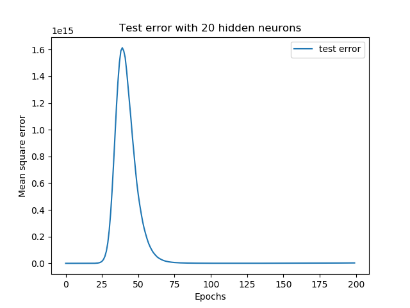 Test error with 20 hidden neurons
1e15
test error
1.6
1.4
1.2
1.0
0.8
0.6
0.4
0.2
0.0
Mean square error
0 25 50 75 100 125 150 175 200
Epochs